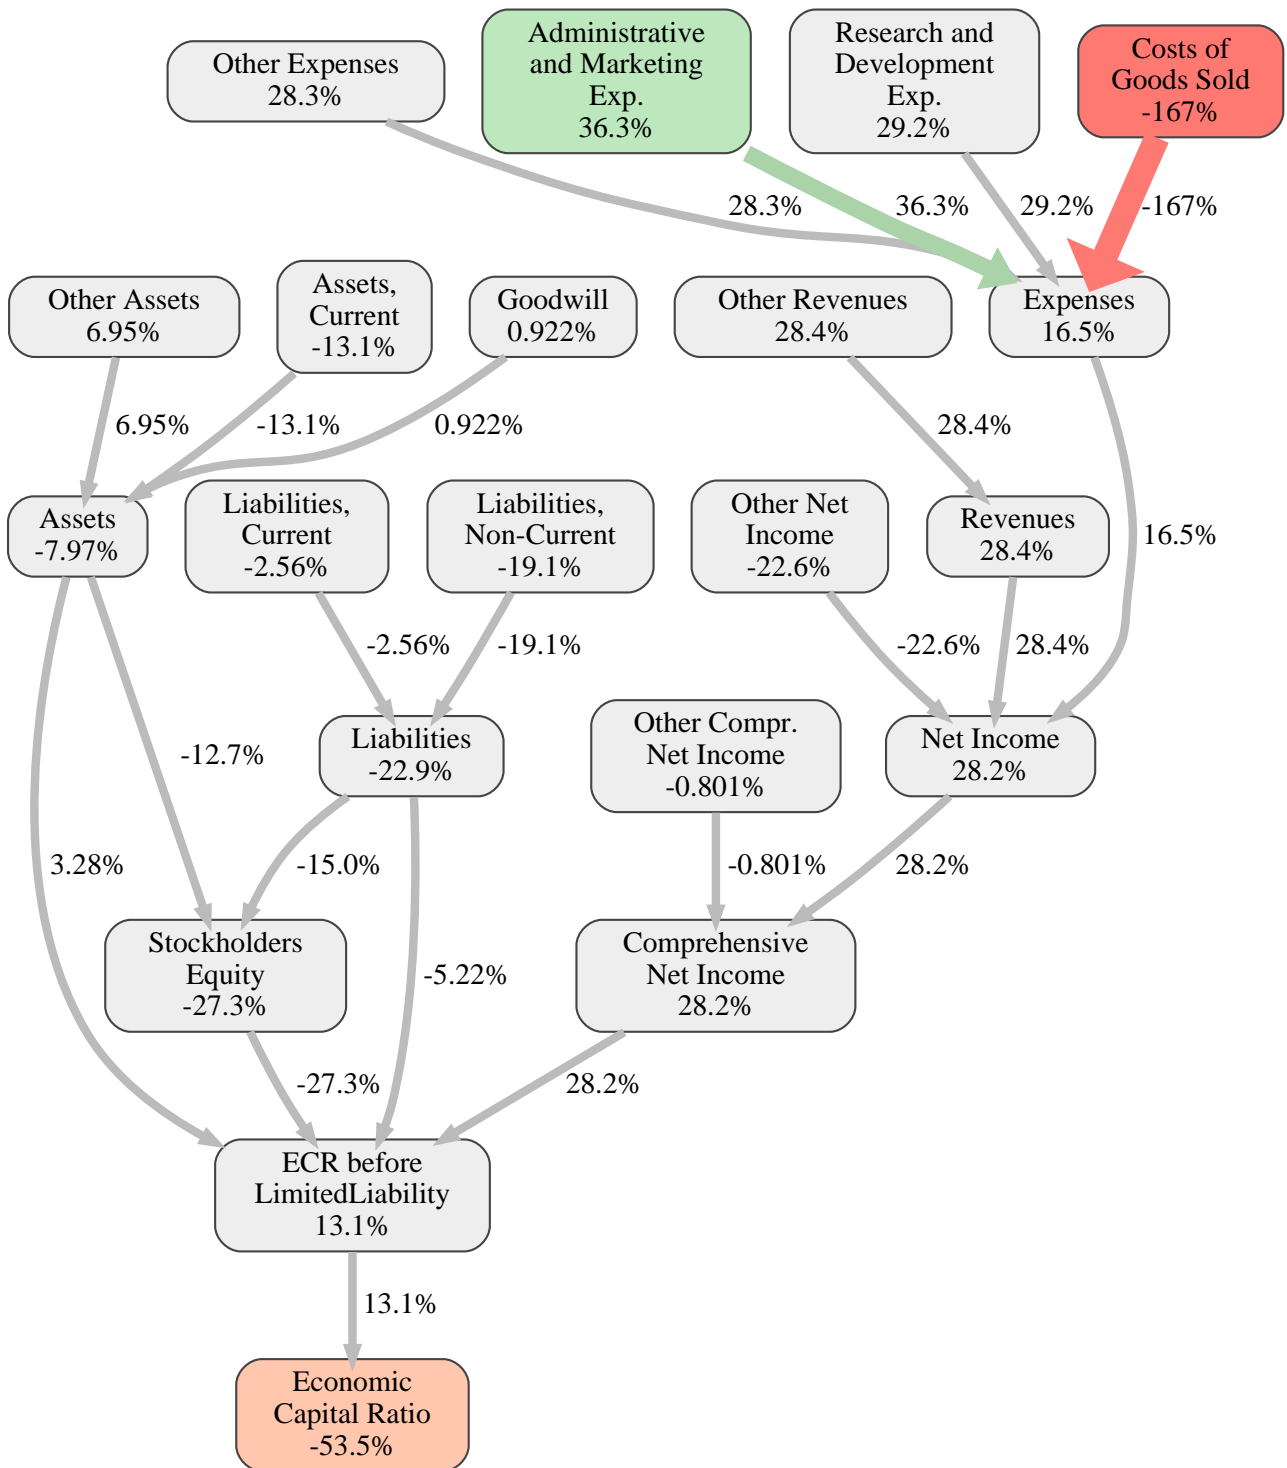 Other Expenses
28.3%
Administrative
and Marketing
Exp.
36.3%
Research and
Development
Exp.
29.2%
Costs of
Goods Sold
-167%
28.3%
36.3%
29.2%
-167%
Other Assets
6.95%
Assets,
Current
-13.1%
Goodwill
0.922%
Other Revenues
28.4%
Expenses
16.5%
6.95%
-13.1%
0.922%
28.4%
Assets
-7.97%
Liabilities,
Current
-2.56%
Liabilities,
Non-Current
-19.1%
Other Net
Income
-22.6%
Revenues
28.4%
16.5%
-2.56%
-19.1%
-22.6%
28.4%
-12.7%
Liabilities
-22.9%
Other Compr.
Net Income
-0.801%
Net Income
28.2%
3.28%
-15.0%
-0.801%
28.2%
Stockholders
Equity
-27.3%
-5.22%
Comprehensive
Net Income
28.2%
-27.3%
28.2%
ECR before
LimitedLiability
13.1%
13.1%
Economic
Capital Ratio
-53.5%